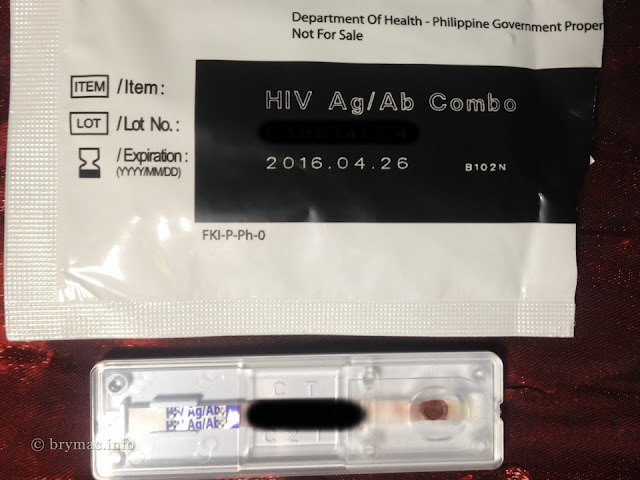 Department Of Health - Philippine Government Proper
Not For Sale
ITEM /Item: HIV Ag/Ab Combo
LOT /Lot No.:
/Expiration: 2016.04.26 B102N
(YYYY/MM/DD)
FKI-P-Ph-0
C T
HIV Ag/Ab
HIV Ag/Ab
© brymac.info